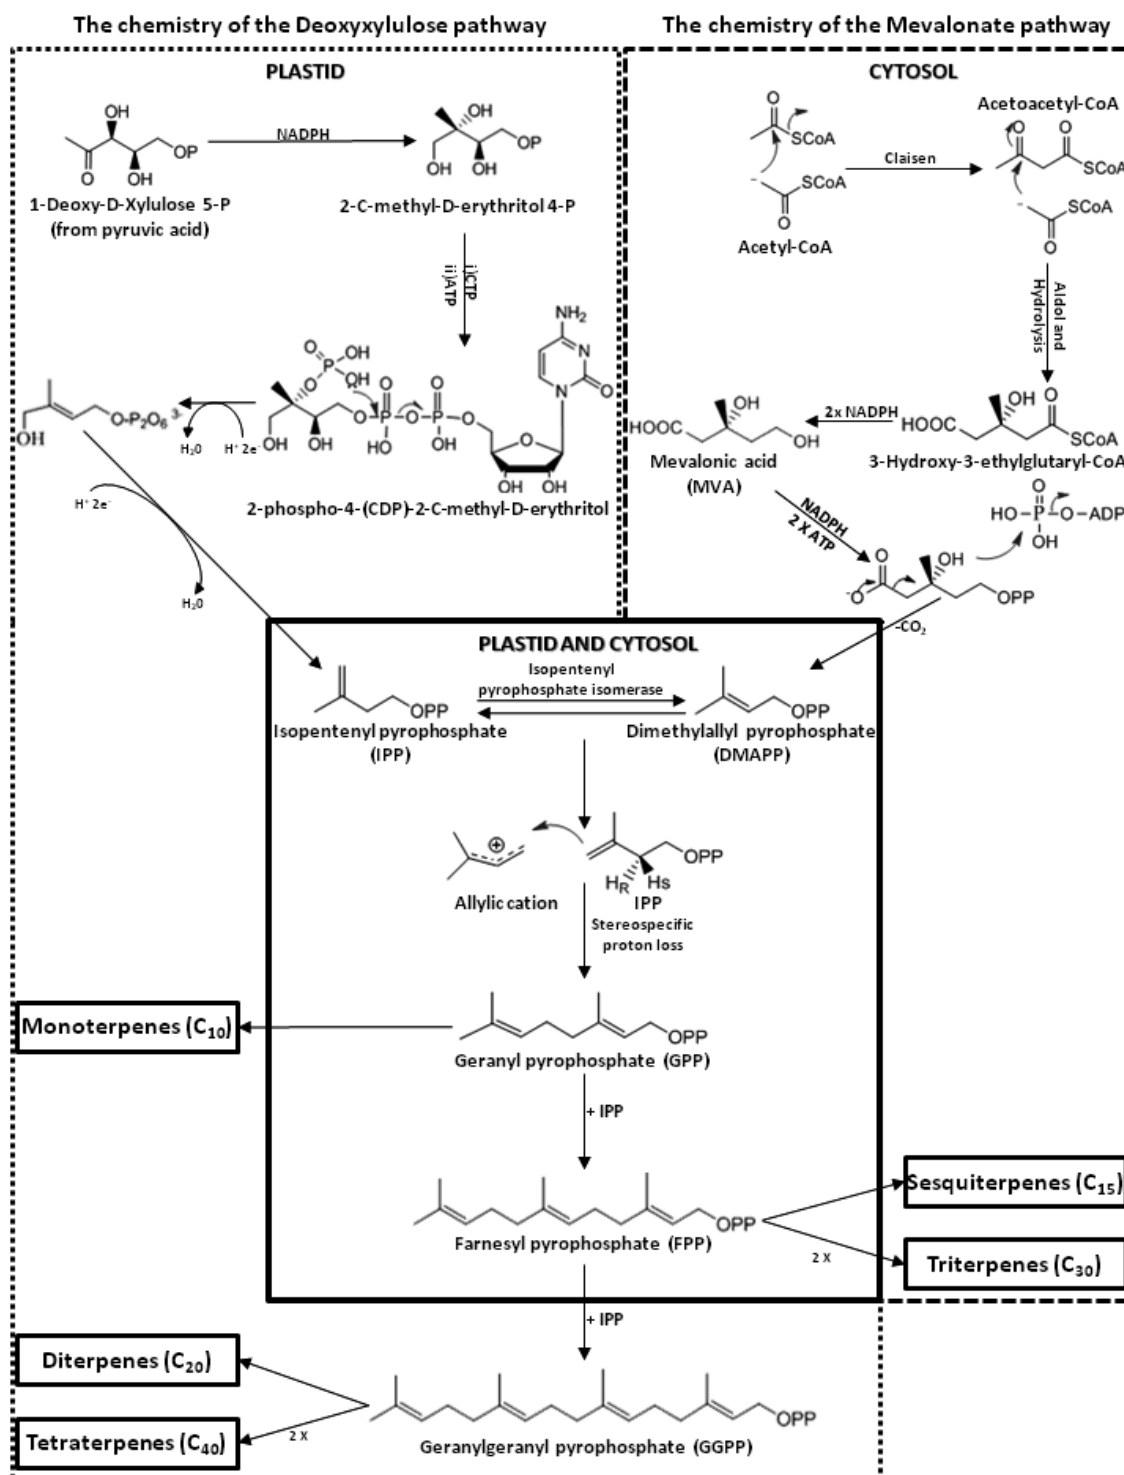 The chemistry of the Deoxyxylulose pathway
The chemistry of the Mevalonate pathway
PLASTID
CYTOSOL
OH
O
OH
OP
NADPH
OH
OH
OH
OP
1-Deoxy-D-Xylulose 5-P
(from pyruvic acid)
2-C-methyl-D-erythritol 4-P
O
SCoA
SCoA
O
Acetyl-CoA
Claisen
Acetoacetyl-CoA
O
O
SCoA
SCoA
O
i)CTP
ii)ATP
Aldol and
Hydrolysis
NH₂
N
N
O
O
P
OH
OH
O
O
O
O
P
O
P
O
OH
OH
HO
OH
O
OH
OH
O-P₂O₆ 3-
OH
H₂0
H⁺ 2e⁻
2-phospho-4-(CDP)-2-C-methyl-D-erythritol
H⁺ 2e⁻
H₂0
HOOC
OH
OH
2x NADPH
HOOC
OH
O
SCoA
Mevalonic acid
(MVA)
3-Hydroxy-3-ethylglutaryl-CoA
NADPH
2 X ATP
O
HO-P-O-ADP
OH
O
⁻O
OH
OPP
-CO₂
PLASTID AND CYTOSOL
Isopentenyl
pyrophosphate isomerase
OPP
OPP
Isopentenyl pyrophosphate
(IPP)
Dimethylallyl pyrophosphate
(DMAPP)
OPP
H_R Hs
Allylic cation
IPP
Stereospecific
proton loss
Monoterpenes (C₁₀)
OPP
Geranyl pyrophosphate (GPP)
+ IPP
OPP
Farnesyl pyrophosphate (FPP)
Sesquiterpenes (C₁₅)
2 X
Triterpenes (C₃₀)
+ IPP
Diterpenes (C₂₀)
OPP
2 X
Tetraterpenes (C₄₀)
Geranylgeranyl pyrophosphate (GGPP)